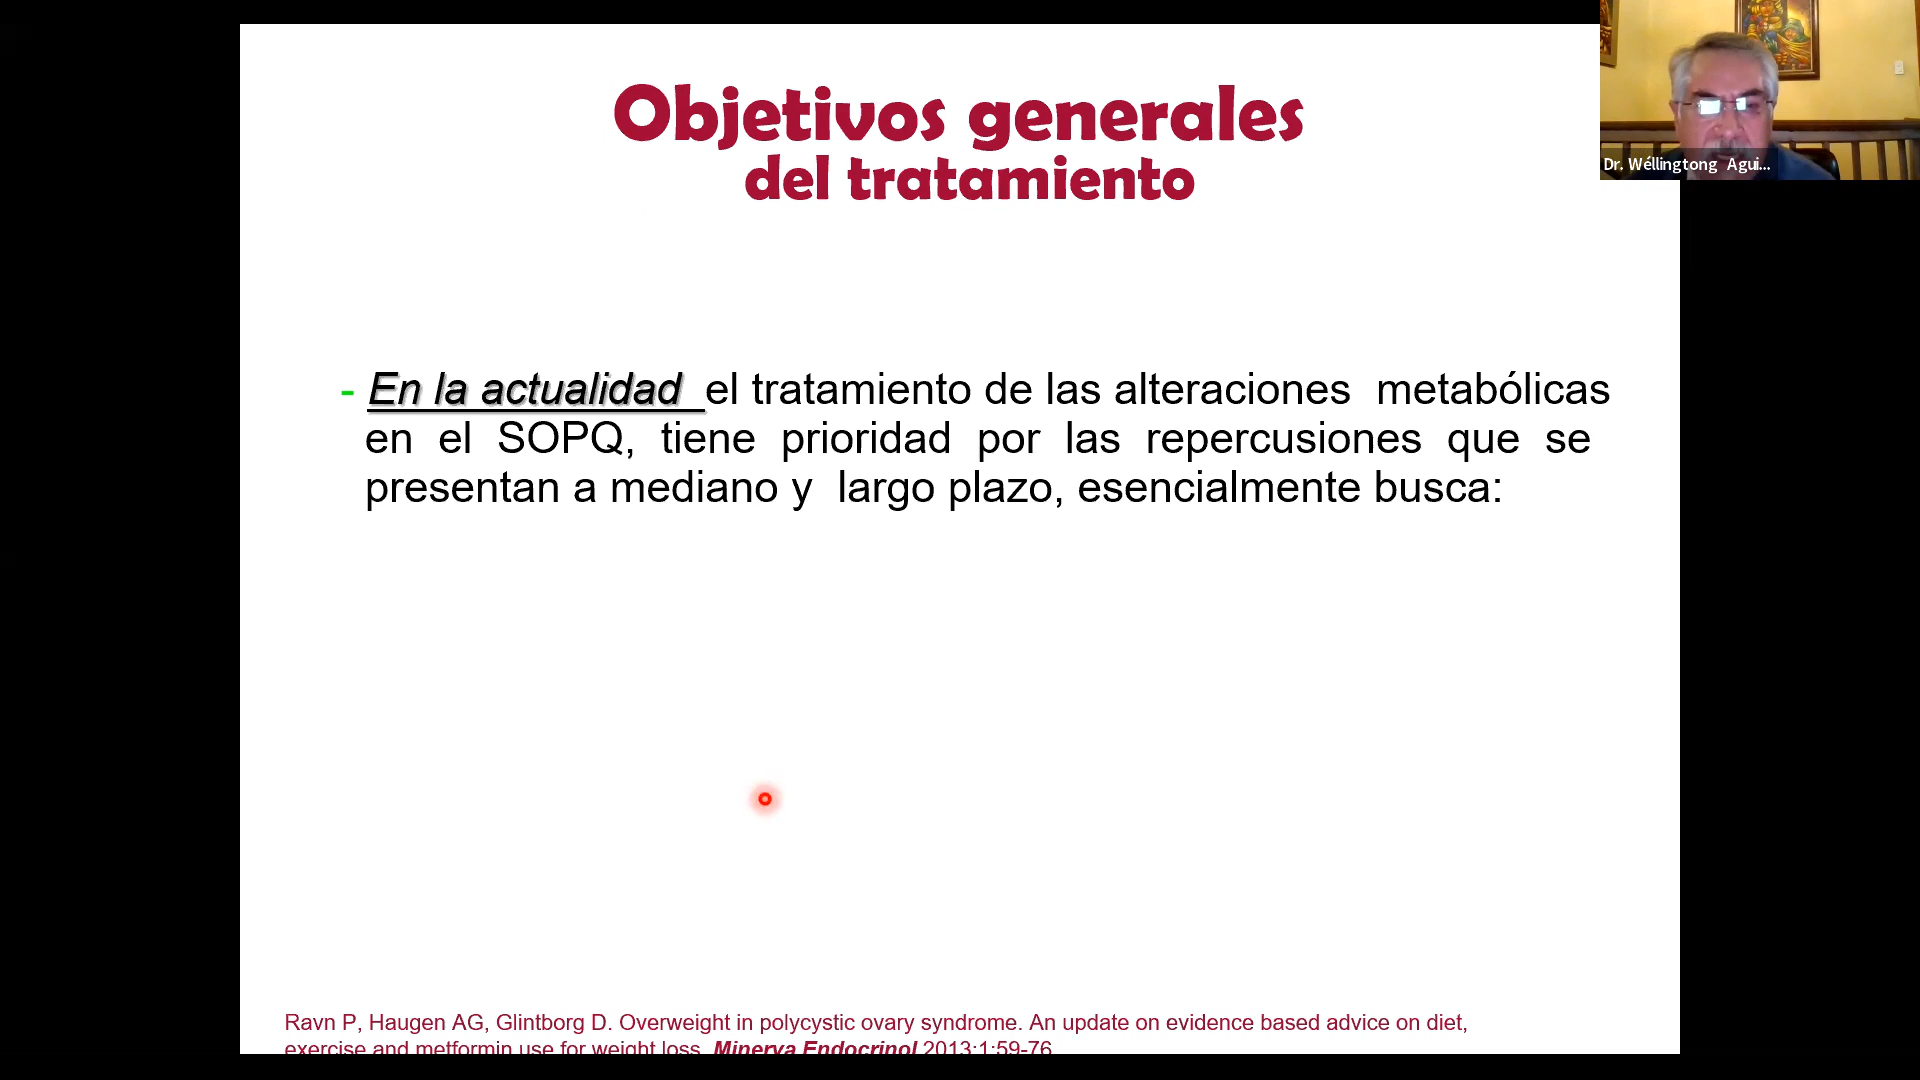 Objetivos generales
del tratamiento
- En la actualidad el tratamiento de las alteraciones metabólicas
en el SOPQ, tiene prioridad por las repercusiones que se
presentan a mediano y largo plazo, esencialmente busca:
Ravn P, Haugen AG, Glintborg D. Overweight in polycystic ovary syndrome. An update on evidence based advice on diet,
exercise and metformin use for weight loss. Minerva Endocrinol 2013;1:59-76
Dr. Wéllingtong Agui...